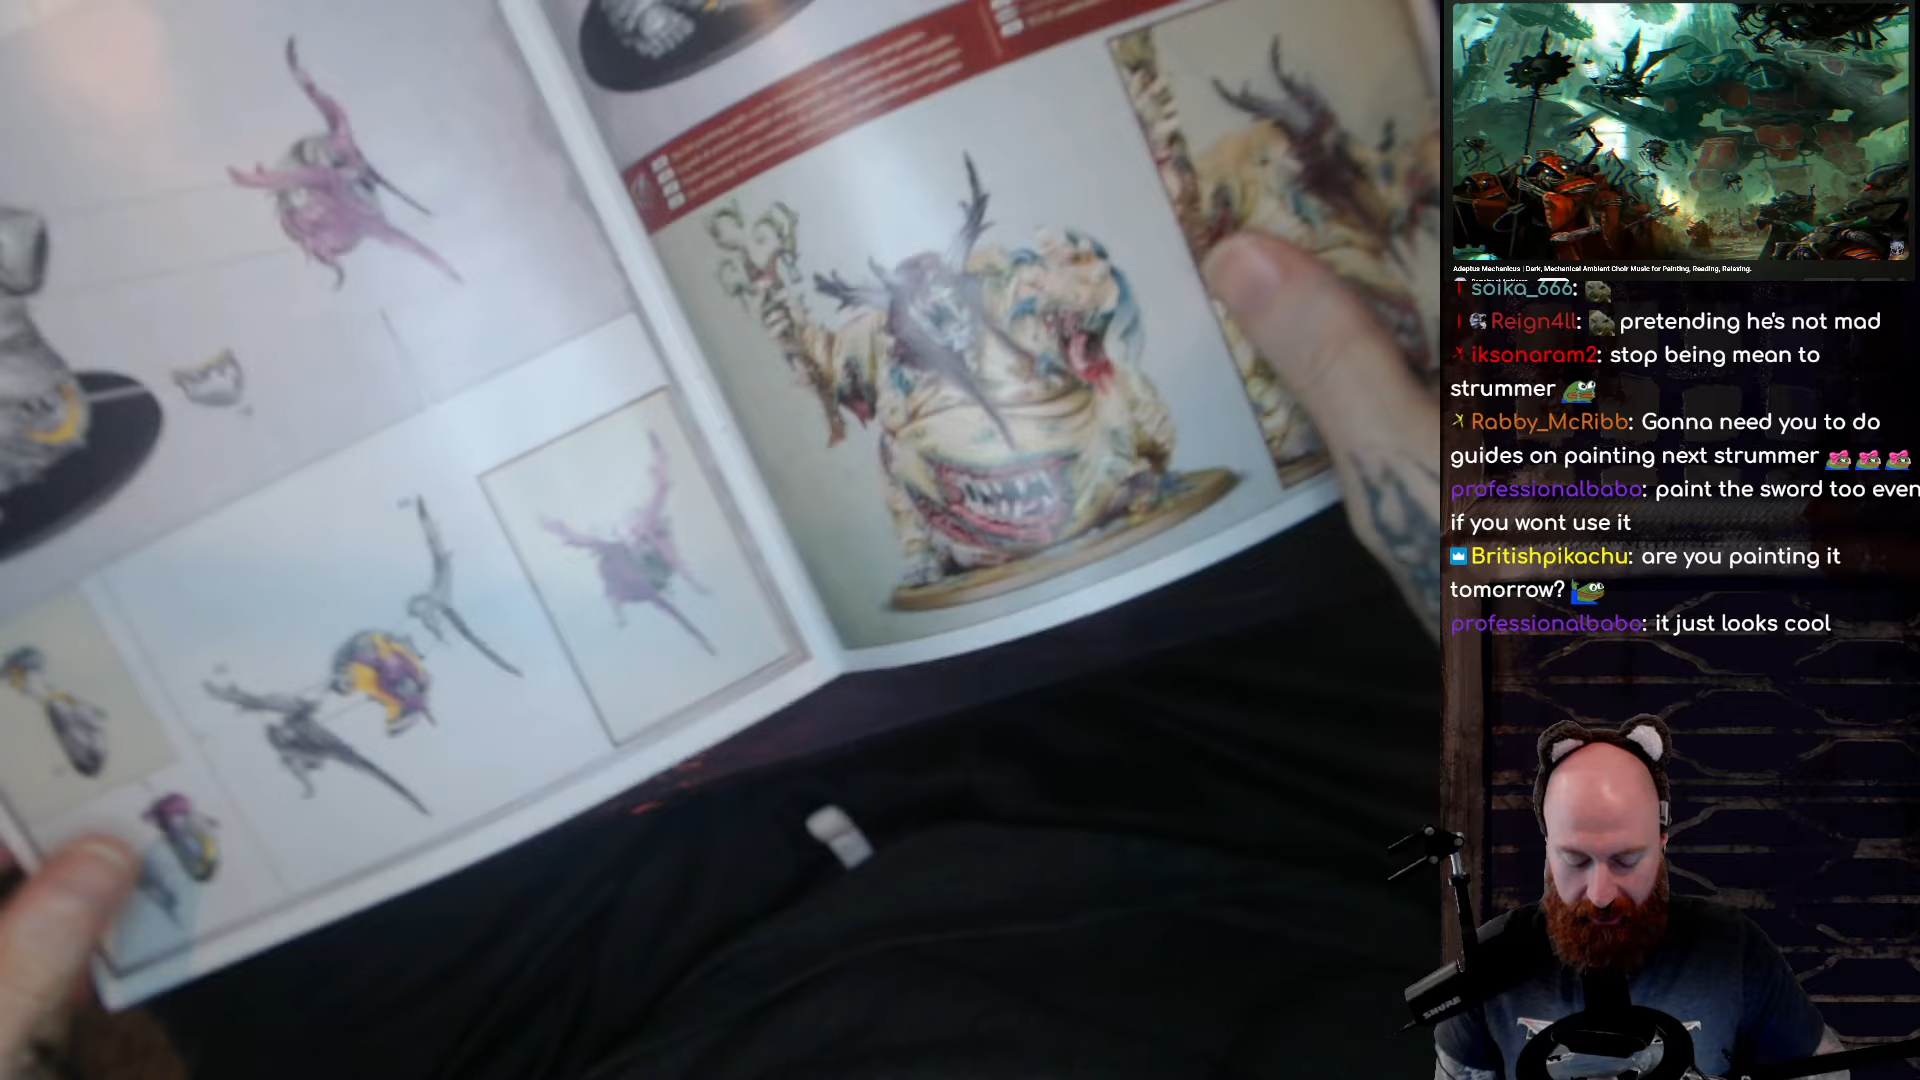 Adeptus Mechanicus | Dark, Mechanical Ambient Choir Music for Painting, Reading, Relaxing.
soika_666:
Reign4ll: pretending he's not mad
iksonaram2: stop being mean to
strummer
Rabby_McRibb: Gonna need you to do
guides on painting next strummer
professionalbabo: paint the sword too even
if you wont use it
Britishpikachu: are you painting it
tomorrow?
professionalbabo: it just looks cool
SHURE